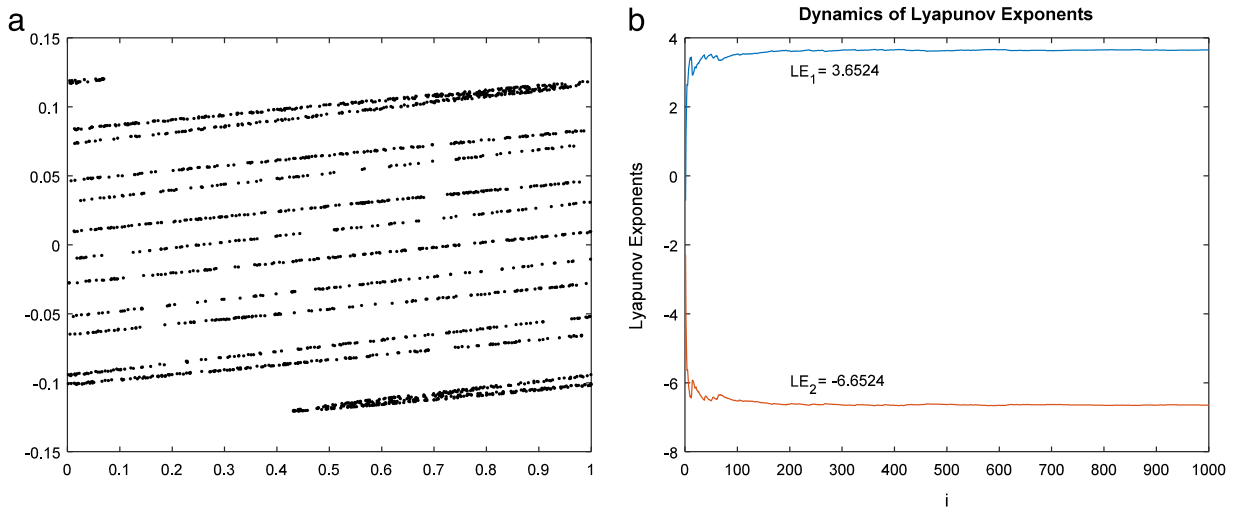 a
0.15
0.1
0.05
0
-0.05
-0.1
-0.15
0 0.1 0.2 0.3 0.4 0.5 0.6 0.7 0.8 0.9 1
b
Dynamics of Lyapunov Exponents
Lyapunov Exponents
4
2
0
-2
-4
-6
-8
LE1 = 3.6524
LE2 = -6.6524
0 100 200 300 400 500 600 700 800 900 1000
i